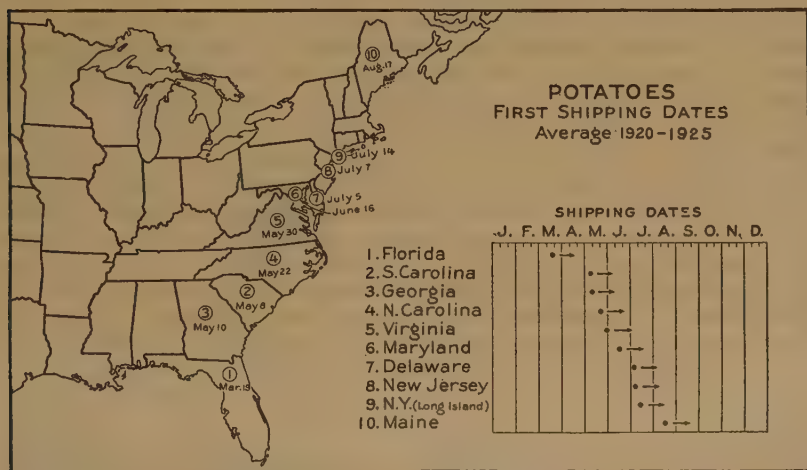 POTATOES
FIRST SHIPPING DATES
Average 1920-1925
⑩
Aug.17
⑨ July 14
⑧ July 7
⑥ ⑦ July 5
June 16
⑤
May 30
④
May 22
②
May 8
③
May 10
①
SHIPPING DATES
J. F. M. A. M. J. J. A. S. O. N. D.
1. Florida
2. S. Carolina
3. Georgia
4. N. Carolina
5. Virginia
6. Maryland
7. Delaware
8. New Jersey
9. N.Y. (Long Island)
10. Maine